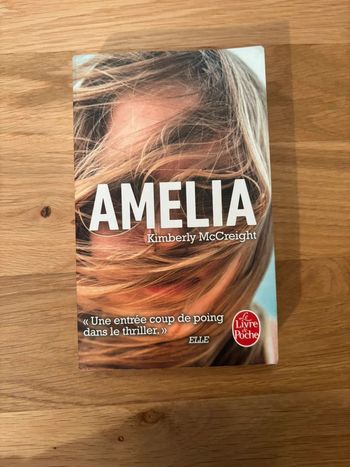 AMELIA
Kimberly McCreight
« Une entrée coup de poing
dans le thriller. »
ELLE
Le
Livre
de
Poche